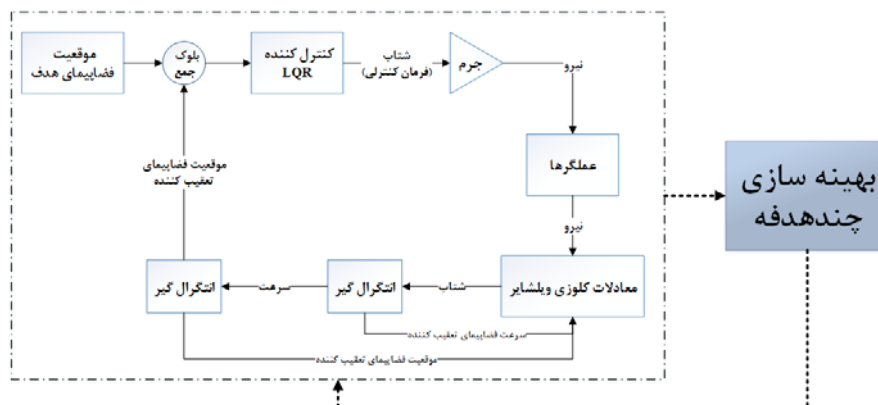 موقعیت
فضاپیمای هدف
بلوک
جمع
کنترل کننده
LQR
شتاب
(فرمان کنترلی)
جرم
نیرو
عملگرها
نیرو
معادلات کلوزی ویلشایر
شتاب
انتگرال گیر
سرعت
انتگرال گیر
موقعیت فضاپیمای
تعقیب کننده
سرعت فضاپیمای تعقیب کننده
موقعیت فضاپیمای تعقیب کننده
بهینه سازی
چندهدفه